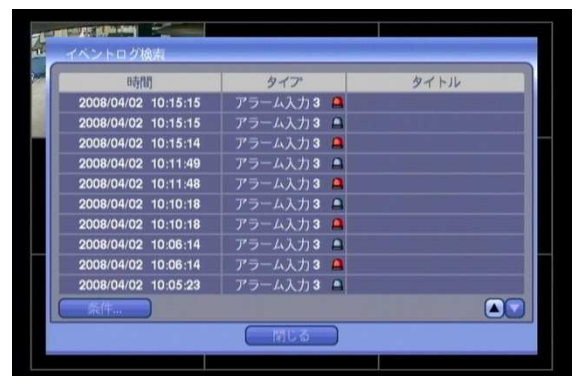 イベントログ検索
時間 タイプ タイトル
2008/04/02 10:15:15 アラーム入力 3
2008/04/02 10:15:15 アラーム入力 3
2008/04/02 10:15:14 アラーム入力 3
2008/04/02 10:11:49 アラーム入力 3
2008/04/02 10:11:48 アラーム入力 3
2008/04/02 10:10:18 アラーム入力 3
2008/04/02 10:10:18 アラーム入力 3
2008/04/02 10:06:14 アラーム入力 3
2008/04/02 10:06:14 アラーム入力 3
2008/04/02 10:05:23 アラーム入力 3
条件...
閉じる